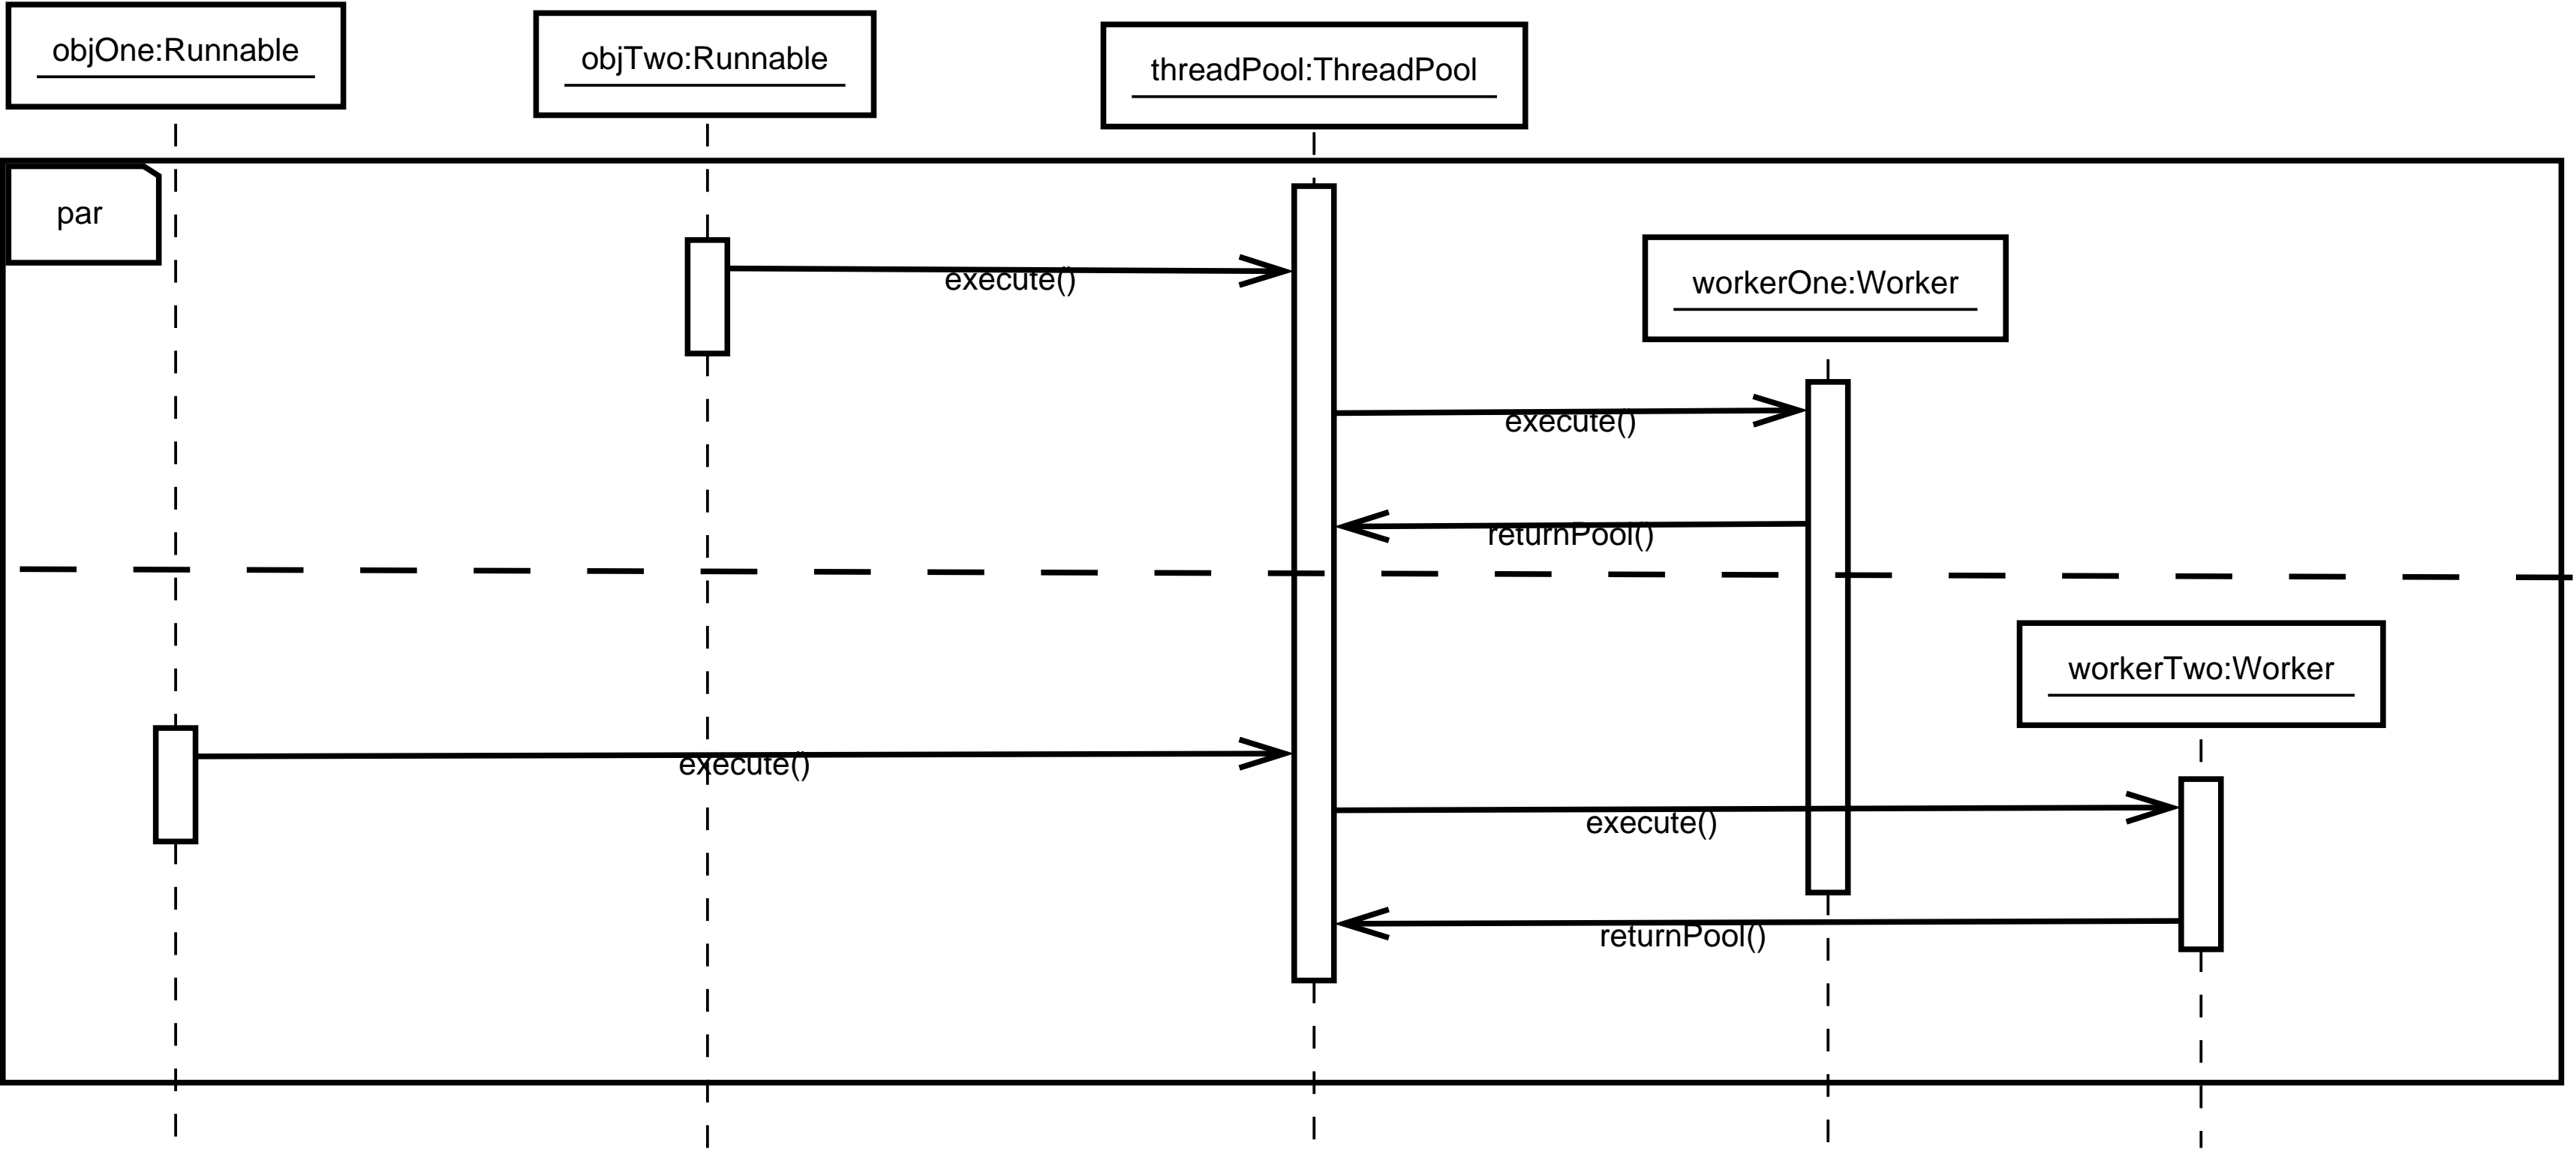 objOne:Runnable
objTwo:Runnable
threadPool:ThreadPool
par
execute()
workerOne:Worker
execute()
returnPool()
workerTwo:Worker
execute()
execute()
returnPool()